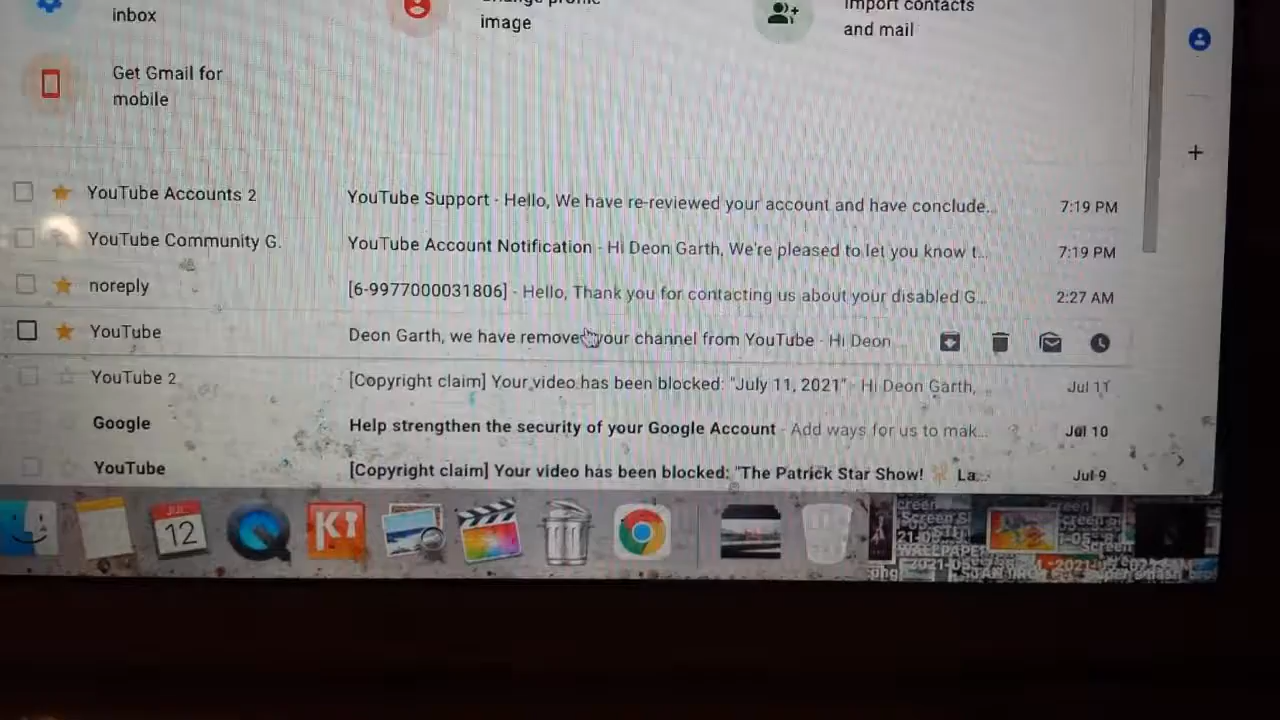 inbox
image
Import contacts
and mail
Get Gmail for
mobile
YouTube Accounts 2 YouTube Support - Hello, We have re-reviewed your account and have conclude... 7:19 PM
YouTube Community G. YouTube Account Notification - Hi Deon Garth, We're pleased to let you know t... 7:19 PM
noreply [6-9977000031806] - Hello, Thank you for contacting us about your disabled G... 2:27 AM
YouTube Deon Garth, we have remove your channel from YouTube - Hi Deon
YouTube 2 [Copyright claim] Your video has been blocked: "July 11, 2021" - Hi Deon Garth, Jul 11
Google Help strengthen the security of your Google Account - Add ways for us to mak... Jul 10
YouTube [Copyright claim] Your video has been blocked: "The Patrick Star Show! La... Jul 9
JUL
12